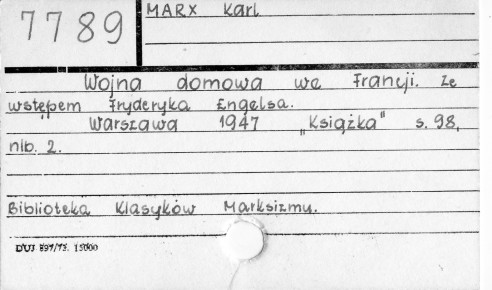 7789
MARX Karl
Wojna domowa we Francji. Ze
wstępem Fryderyka Engelsa.
Warszawa 1947 „Książka" s. 98,
nlb. 2.
Biblioteka Klasyków Marksizmu.
DUJ 897/73. 15000